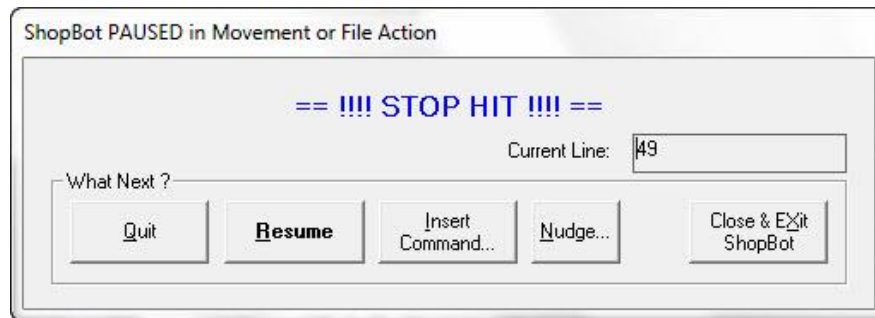 ShopBot PAUSED in Movement or File Action
== !!!! STOP HIT !!!! ==
Current Line: 49
What Next ?
Quit
Resume
Insert
Command...
Nudge...
Close & EXit
ShopBot